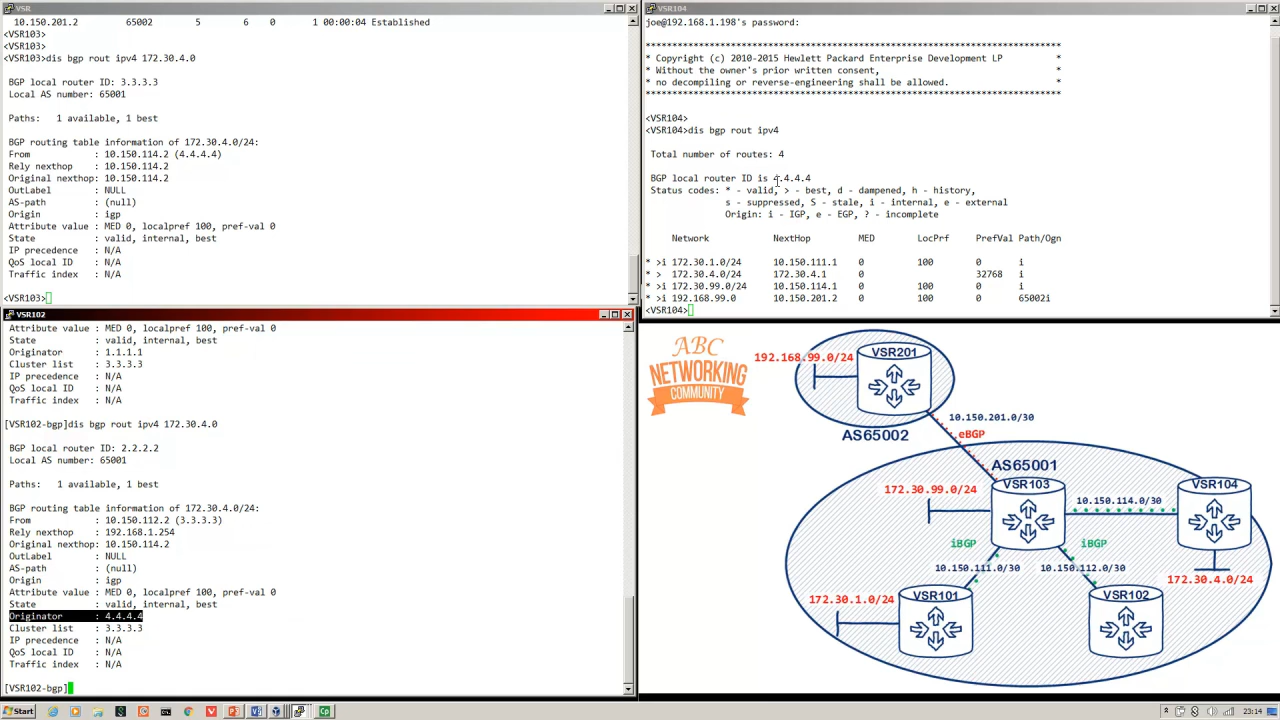 VSR
10.150.201.2 65002 5 6 0 1 00:00:04 Established
<VSR103>
<VSR103>
<VSR103>dis bgp rout ipv4 172.30.4.0
BGP local router ID: 3.3.3.3
Local AS number: 65001
Paths: 1 available, 1 best
BGP routing table information of 172.30.4.0/24:
From : 10.150.114.2 (4.4.4.4)
Rely nexthop : 10.150.114.2
Original nexthop: 10.150.114.2
OutLabel : NULL
AS-path : (null)
Origin : igp
Attribute value : MED 0, localpref 100, pref-val 0
State : valid, internal, best
IP precedence : N/A
QoS local ID : N/A
Traffic index : N/A
<VSR103>
VSR104
joe@192.168.1.198's password:
******************************************************************
* Copyright (c) 2010-2015 Hewlett Packard Enterprise Development LP *
* Without the owner's prior written consent, *
* no decompiling or reverse-engineering shall be allowed. *
******************************************************************
<VSR104>
<VSR104>dis bgp rout ipv4
Total number of routes: 4
BGP local router ID is 4.4.4.4
Status codes: * - valid, > - best, d - dampened, h - history,
s - suppressed, S - stale, i - internal, e - external
Origin: i - IGP, e - EGP, ? - incomplete
Network NextHop MED LocPrf PrefVal Path/Ogn
* >i 172.30.1.0/24 10.150.111.1 0 100 0 i
* > 172.30.4.0/24 172.30.4.1 0 32768 i
* >i 172.30.99.0/24 10.150.114.1 0 100 0 i
* >i 192.168.99.0 10.150.201.2 0 100 0 65002i
<VSR104>
VSR102
Attribute value : MED 0, localpref 100, pref-val 0
State : valid, internal, best
Originator : 1.1.1.1
Cluster list : 3.3.3.3
IP precedence : N/A
QoS local ID : N/A
Traffic index : N/A
[VSR102-bgp]dis bgp rout ipv4 172.30.4.0
BGP local router ID: 2.2.2.2
Local AS number: 65001
Paths: 1 available, 1 best
BGP routing table information of 172.30.4.0/24:
From : 10.150.112.2 (3.3.3.3)
Rely nexthop : 192.168.1.254
Original nexthop: 10.150.114.2
OutLabel : NULL
AS-path : (null)
Origin : igp
Attribute value : MED 0, localpref 100, pref-val 0
State : valid, internal, best
Originator : 4.4.4.4
Cluster list : 3.3.3.3
IP precedence : N/A
QoS local ID : N/A
Traffic index : N/A
[VSR102-bgp]
ABC
NETWORKING
COMMUNITY
192.168.99.0/24
VSR201
10.150.201.0/30
AS65002
eBGP
AS65001
172.30.99.0/24
VSR103
10.150.114.0/30
VSR104
iBGP
iBGP
10.150.111.0/30
10.150.112.0/30
172.30.4.0/24
172.30.1.0/24
VSR101
VSR102
Start
23:14